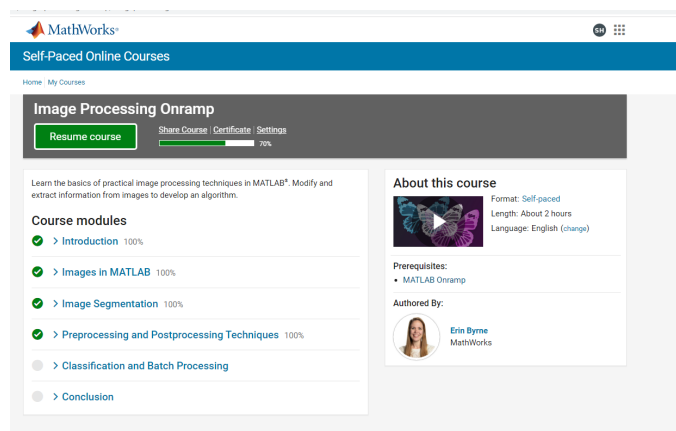 MathWorks®
SH
Self-Paced Online Courses
Home | My Courses
Image Processing Onramp
Resume course
Share Course | Certificate | Settings
70%
Learn the basics of practical image processing techniques in MATLAB®. Modify and
extract information from images to develop an algorithm.
Course modules
> Introduction 100%
> Images in MATLAB 100%
> Image Segmentation 100%
> Preprocessing and Postprocessing Techniques 100%
> Classification and Batch Processing
> Conclusion
About this course
Format: Self-paced
Length: About 2 hours
Language: English (change)
Prerequisites:
• MATLAB Onramp
Authored By:
Erin Byrne
MathWorks